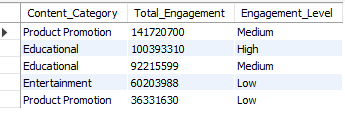 Content_Category Total_Engagement Engagement_Level
Product Promotion 141720700 Medium
Educational 100393310 High
Educational 92215599 Medium
Entertainment 60203988 Low
Product Promotion 36331630 Low